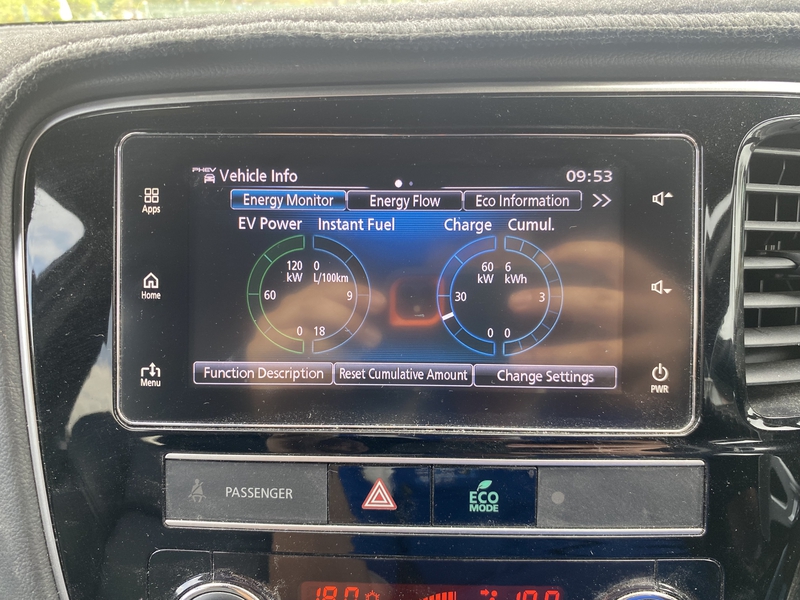 PHEV Vehicle Info 09:53
Energy Monitor Energy Flow Eco Information >>
EV Power Instant Fuel Charge Cumul.
120 kW 60 0
0 L/100km 9 18
60 kW 30 0
6 kWh 3 0
Function Description Reset Cumulative Amount Change Settings
Apps
Home
Menu
PWR
PASSENGER
ECO
MODE
18.0